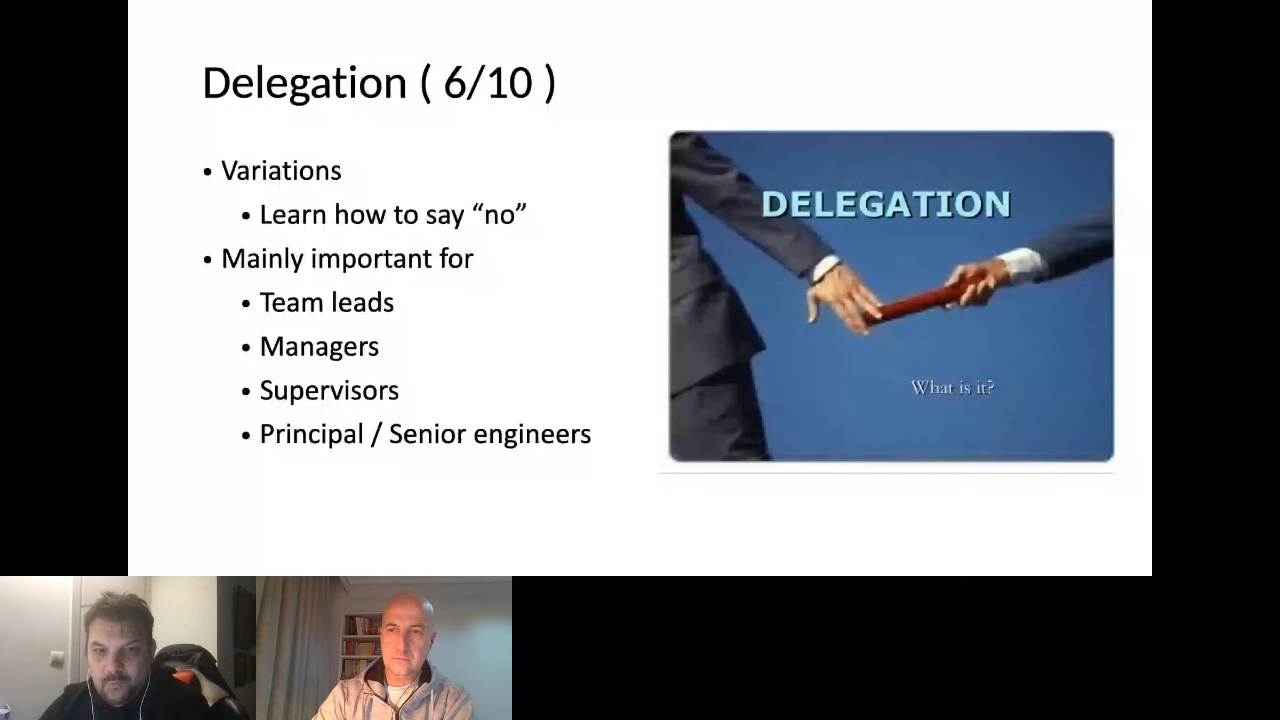 Delegation ( 6/10 )
• Variations
• Learn how to say “no”
• Mainly important for
• Team leads
• Managers
• Supervisors
• Principal / Senior engineers
DELEGATION
What is it?